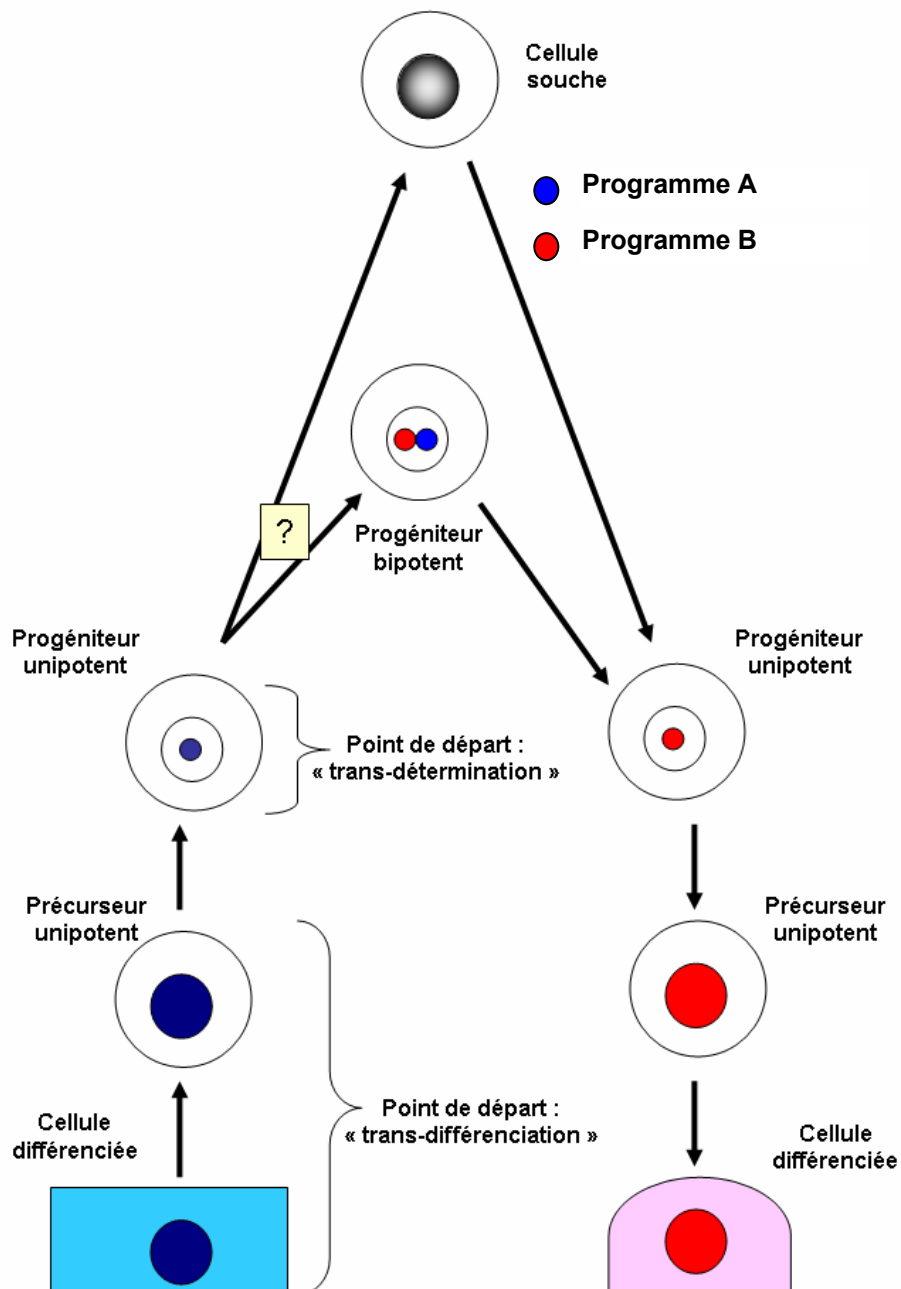 Cellule
souche
Programme A
Programme B
?
Progéniteur
bipotent
Progéniteur
unipotent
Progéniteur
unipotent
Point de départ :
« trans-détermination »
Précurseur
unipotent
Précurseur
unipotent
Point de départ :
« trans-différenciation »
Cellule
différenciée
Cellule
différenciée